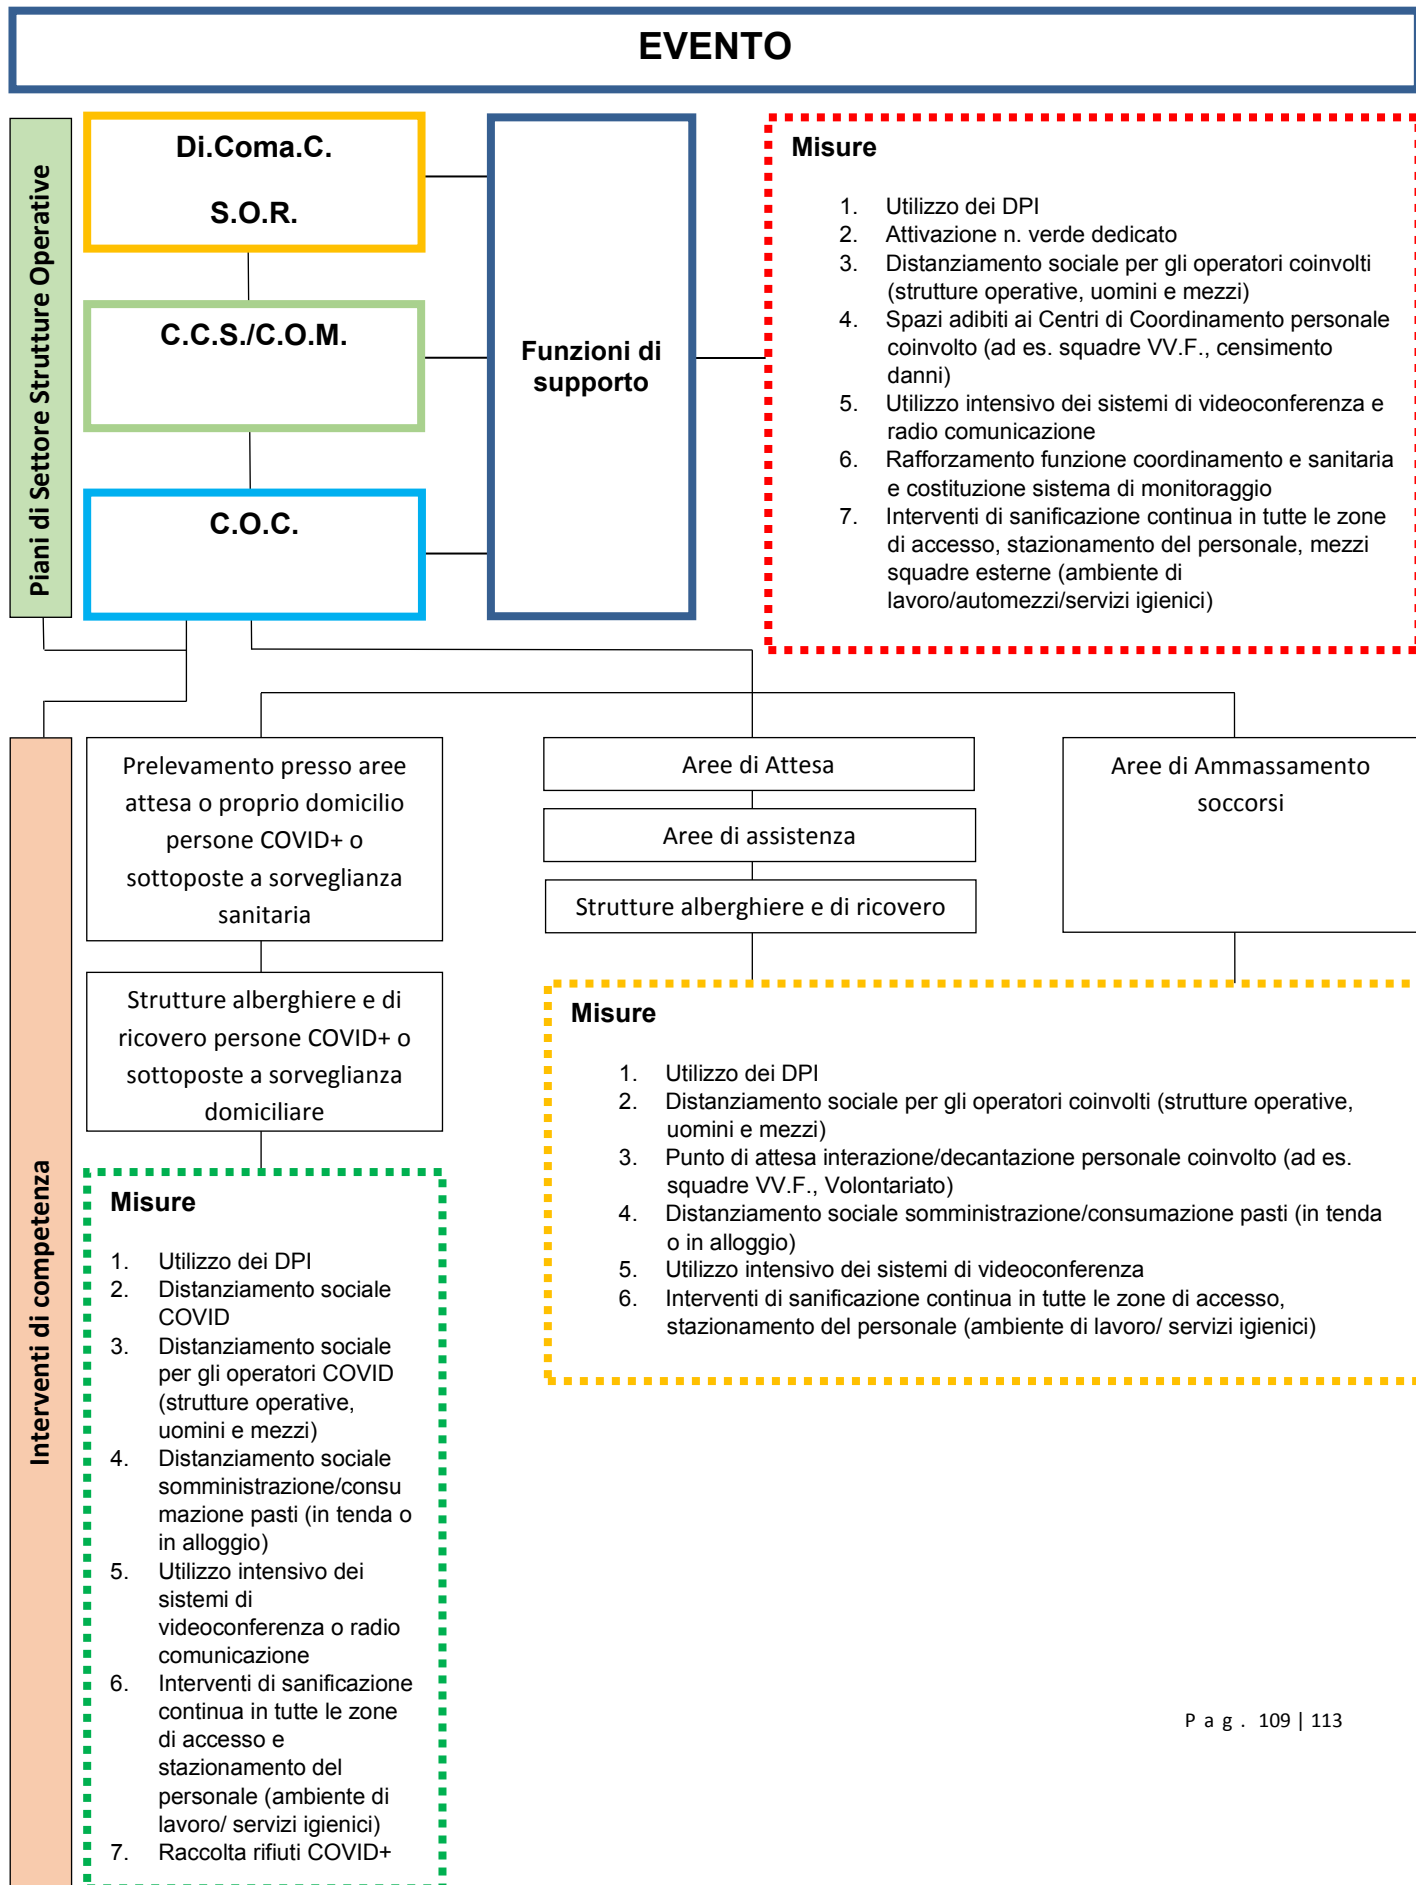 EVENTO
Piani di Settore Strutture Operative
Di.Coma.C.
S.O.R.
C.C.S./C.O.M.
C.O.C.
Funzioni di
supporto
Misure
1. Utilizzo dei DPI
2. Attivazione n. verde dedicato
3. Distanziamento sociale per gli operatori coinvolti
(strutture operative, uomini e mezzi)
4. Spazi adibiti ai Centri di Coordinamento personale
coinvolto (ad es. squadre VV.F., censimento
danni)
5. Utilizzo intensivo dei sistemi di videoconferenza e
radio comunicazione
6. Rafforzamento funzione coordinamento e sanitaria
e costituzione sistema di monitoraggio
7. Interventi di sanificazione continua in tutte le zone
di accesso, stazionamento del personale, mezzi
squadre esterne (ambiente di
lavoro/automezzi/servizi igienici)
Interventi di competenza
Prelevamento presso aree
attesa o proprio domicilio
persone COVID+ o
sottoposte a sorveglianza
sanitaria
Strutture alberghiere e di
ricovero persone COVID+ o
sottoposte a sorveglianza
domiciliare
Misure
1. Utilizzo dei DPI
2. Distanziamento sociale
COVID
3. Distanziamento sociale
per gli operatori COVID
(strutture operative,
uomini e mezzi)
4. Distanziamento sociale
somministrazione/consu
mazione pasti (in tenda o
in alloggio)
5. Utilizzo intensivo dei
sistemi di
videoconferenza o radio
comunicazione
6. Interventi di sanificazione
continua in tutte le zone
di accesso e
stazionamento del
personale (ambiente di
lavoro/ servizi igienici)
7. Raccolta rifiuti COVID+
Aree di Attesa
Aree di assistenza
Strutture alberghiere e di ricovero
Aree di Ammassamento
soccorsi
Misure
1. Utilizzo dei DPI
2. Distanziamento sociale per gli operatori coinvolti (strutture operative,
uomini e mezzi)
3. Punto di attesa interazione/decantazione personale coinvolto (ad es.
squadre VV.F., Volontariato)
4. Distanziamento sociale somministrazione/consumazione pasti (in tenda
o in alloggio)
5. Utilizzo intensivo dei sistemi di videoconferenza
6. Interventi di sanificazione continua in tutte le zone di accesso,
stazionamento del personale (ambiente di lavoro/ servizi igienici)
P a g . 109 | 113